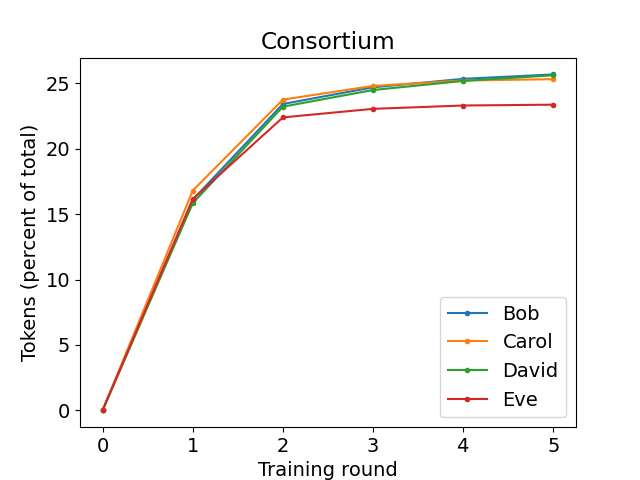 Consortium
Tokens (percent of total)
25
20
15
10
5
0
Bob
Carol
David
Eve
0 1 2 3 4 5
Training round